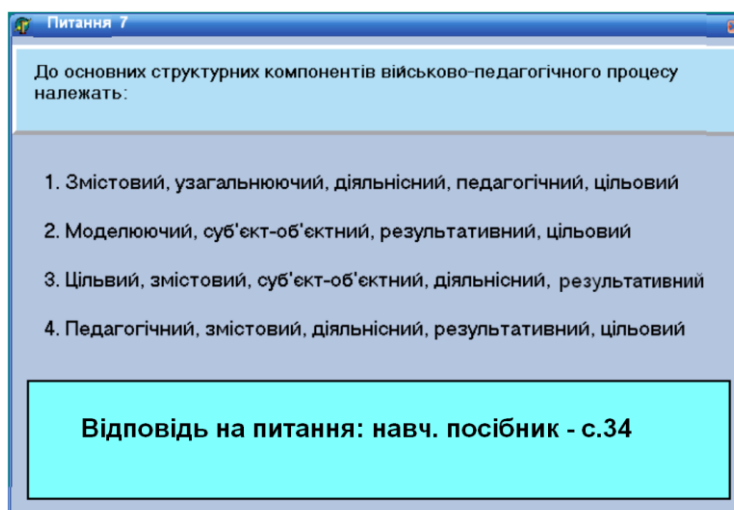 Питання 7
До основних структурних компонентів військово-педагогічного процесу
належать:
1. Змістовий, узагальнюючий, діяльнісний, педагогічний, цільовий
2. Моделюючий, суб'єкт-об'єктний, результативний, цільовий
3. Цільвий, змістовий, суб'єкт-об'єктний, діяльнісний, результативний
4. Педагогічний, змістовий, діяльнісний, результативний, цільовий
Відповідь на питання: навч. посібник - с.34